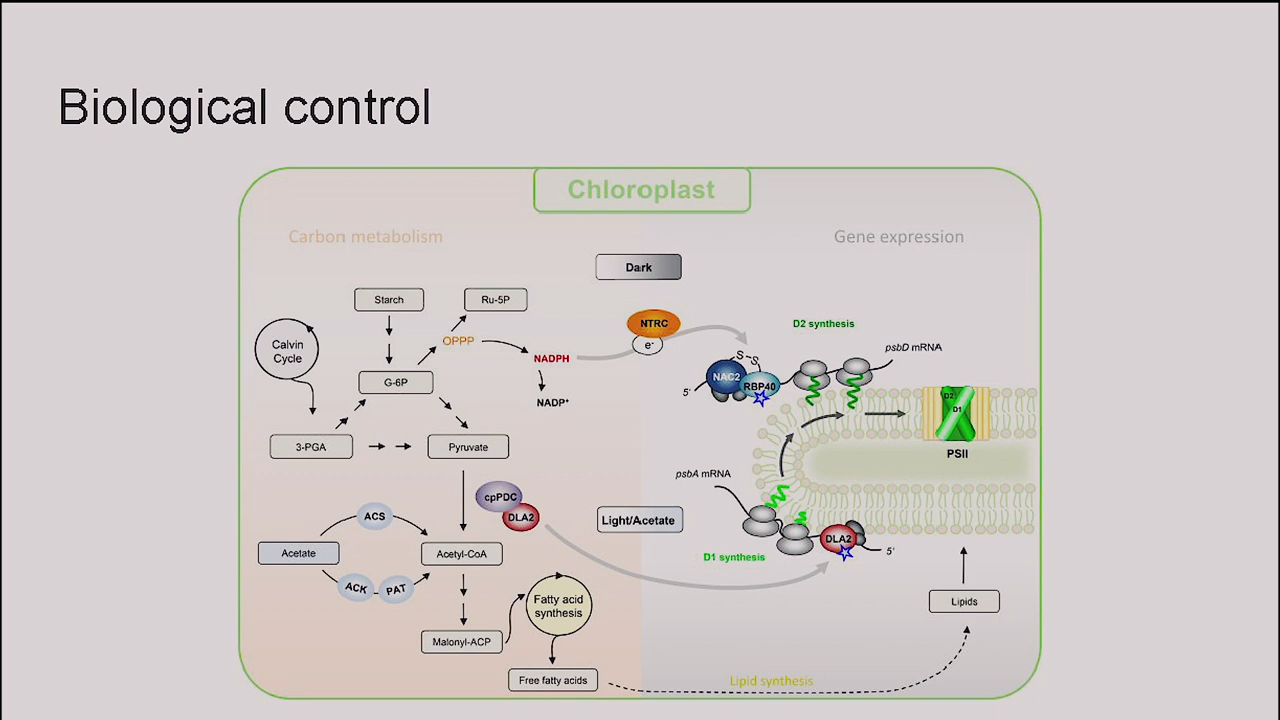 Biological control
Chloroplast
Carbon metabolism
Gene expression
Dark
Starch
Ru-5P
NTRC
e-
D2 synthesis
Calvin
Cycle
OPPP
NADPH
S-S
psbD mRNA
G-6P
NAC2
RBP40
5'
NADP+
D2
D1
3-PGA
Pyruvate
PSII
psbA mRNA
cpPDC
DLA2
ACS
Light/Acetate
DLA2
5'
Acetate
Acetyl-CoA
D1 synthesis
ACK
PAT
Fatty acid
synthesis
Lipids
Malonyl-ACP
Free fatty acids
Lipid synthesis